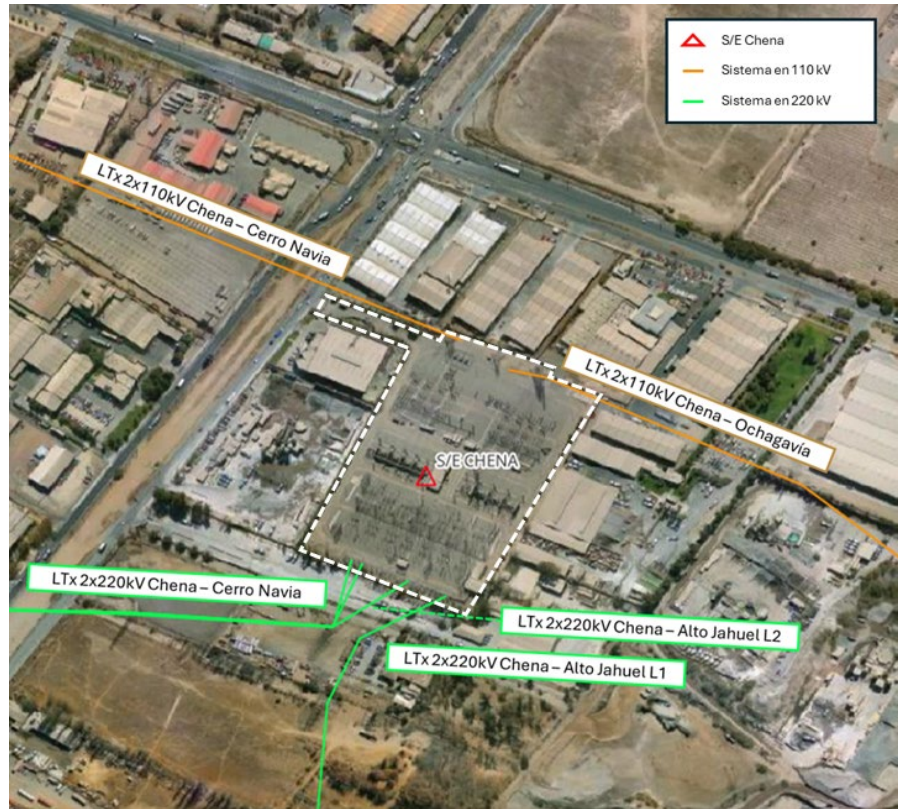 S/E Chena
Sistema en 110 kV
Sistema en 220 kV
LTx 2x110kV Chena – Cerro Navia
LTx 2x110kV Chena – Ochagavía
S/E CHENA
LTx 2x220kV Chena – Cerro Navia
LTx 2x220kV Chena – Alto Jahuel L2
LTx 2x220kV Chena – Alto Jahuel L1